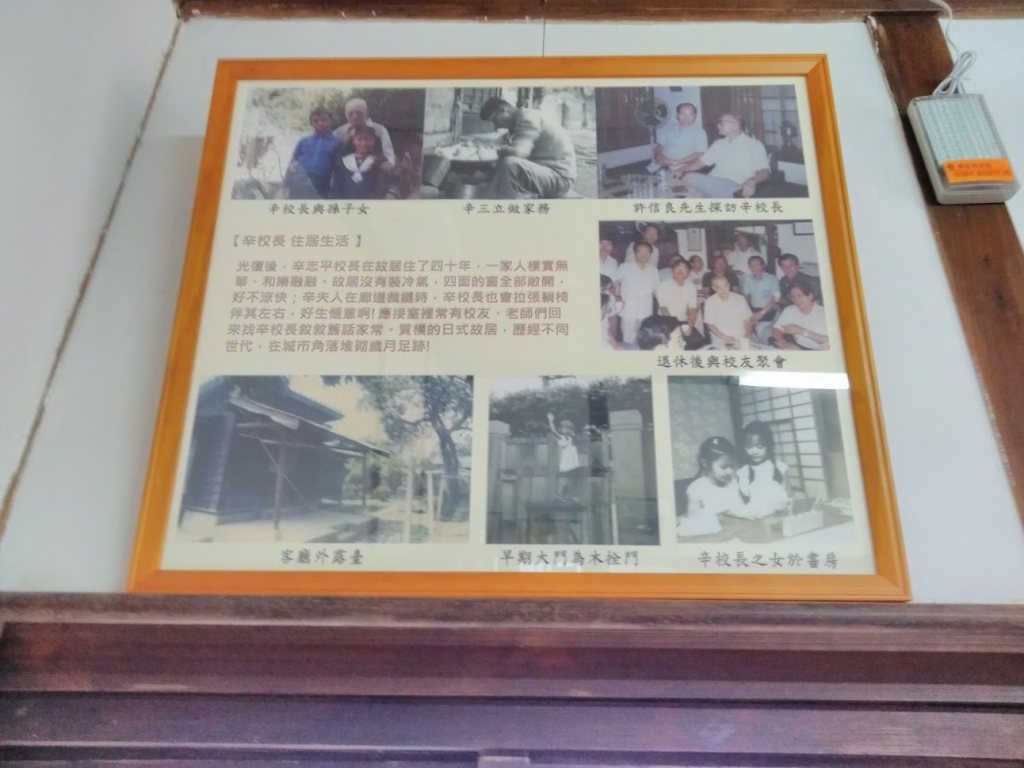 辛校長與孫子女
辛三立做家務
許信良先生探訪辛校長
【辛校長 住居生活 】
光復後，辛志平校長在故居住了四十年，一家人樸實無
華、和樂融融。故居沒有裝冷氣，四面的窗全部敞開，
好不涼快；辛夫人在廊道裁縫時，辛校長也會拉張躺椅
伴其左右，好生愜意啊! 應接室裡常有校友、老師們回
來找辛校長敘敘舊話家常。質樸的日式故居，歷經不同
世代，在城市角落堆砌歲月足跡!
退休後與校友聚會
客廳外露臺
早期大門為木拴門
辛校長之女於書房